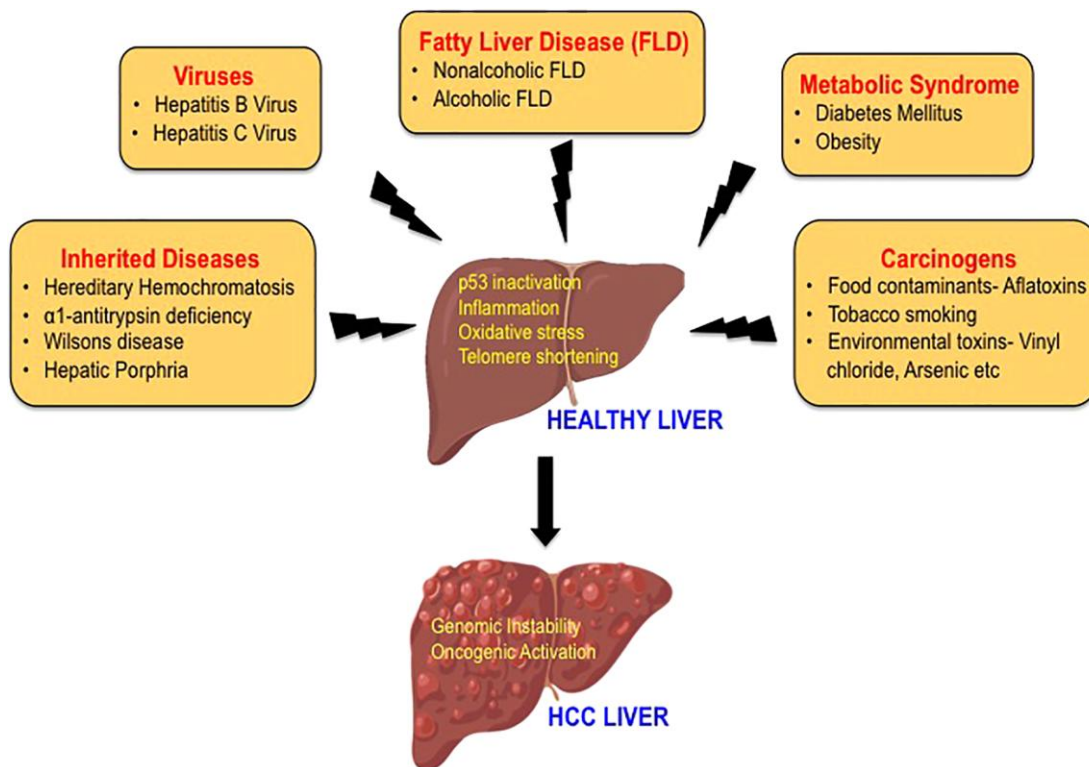 Fatty Liver Disease (FLD)
• Nonalcoholic FLD
• Alcoholic FLD
Viruses
• Hepatitis B Virus
• Hepatitis C Virus
Metabolic Syndrome
• Diabetes Mellitus
• Obesity
Inherited Diseases
• Hereditary Hemochromatosis
• α1-antitrypsin deficiency
• Wilsons disease
• Hepatic Porphria
Carcinogens
• Food contaminants- Aflatoxins
• Tobacco smoking
• Environmental toxins- Vinyl
chloride, Arsenic etc
p53 inactivation
Inflammation
Oxidative stress
Telomere shortening
HEALTHY LIVER
Genomic Instability
Oncogenic Activation
HCC LIVER